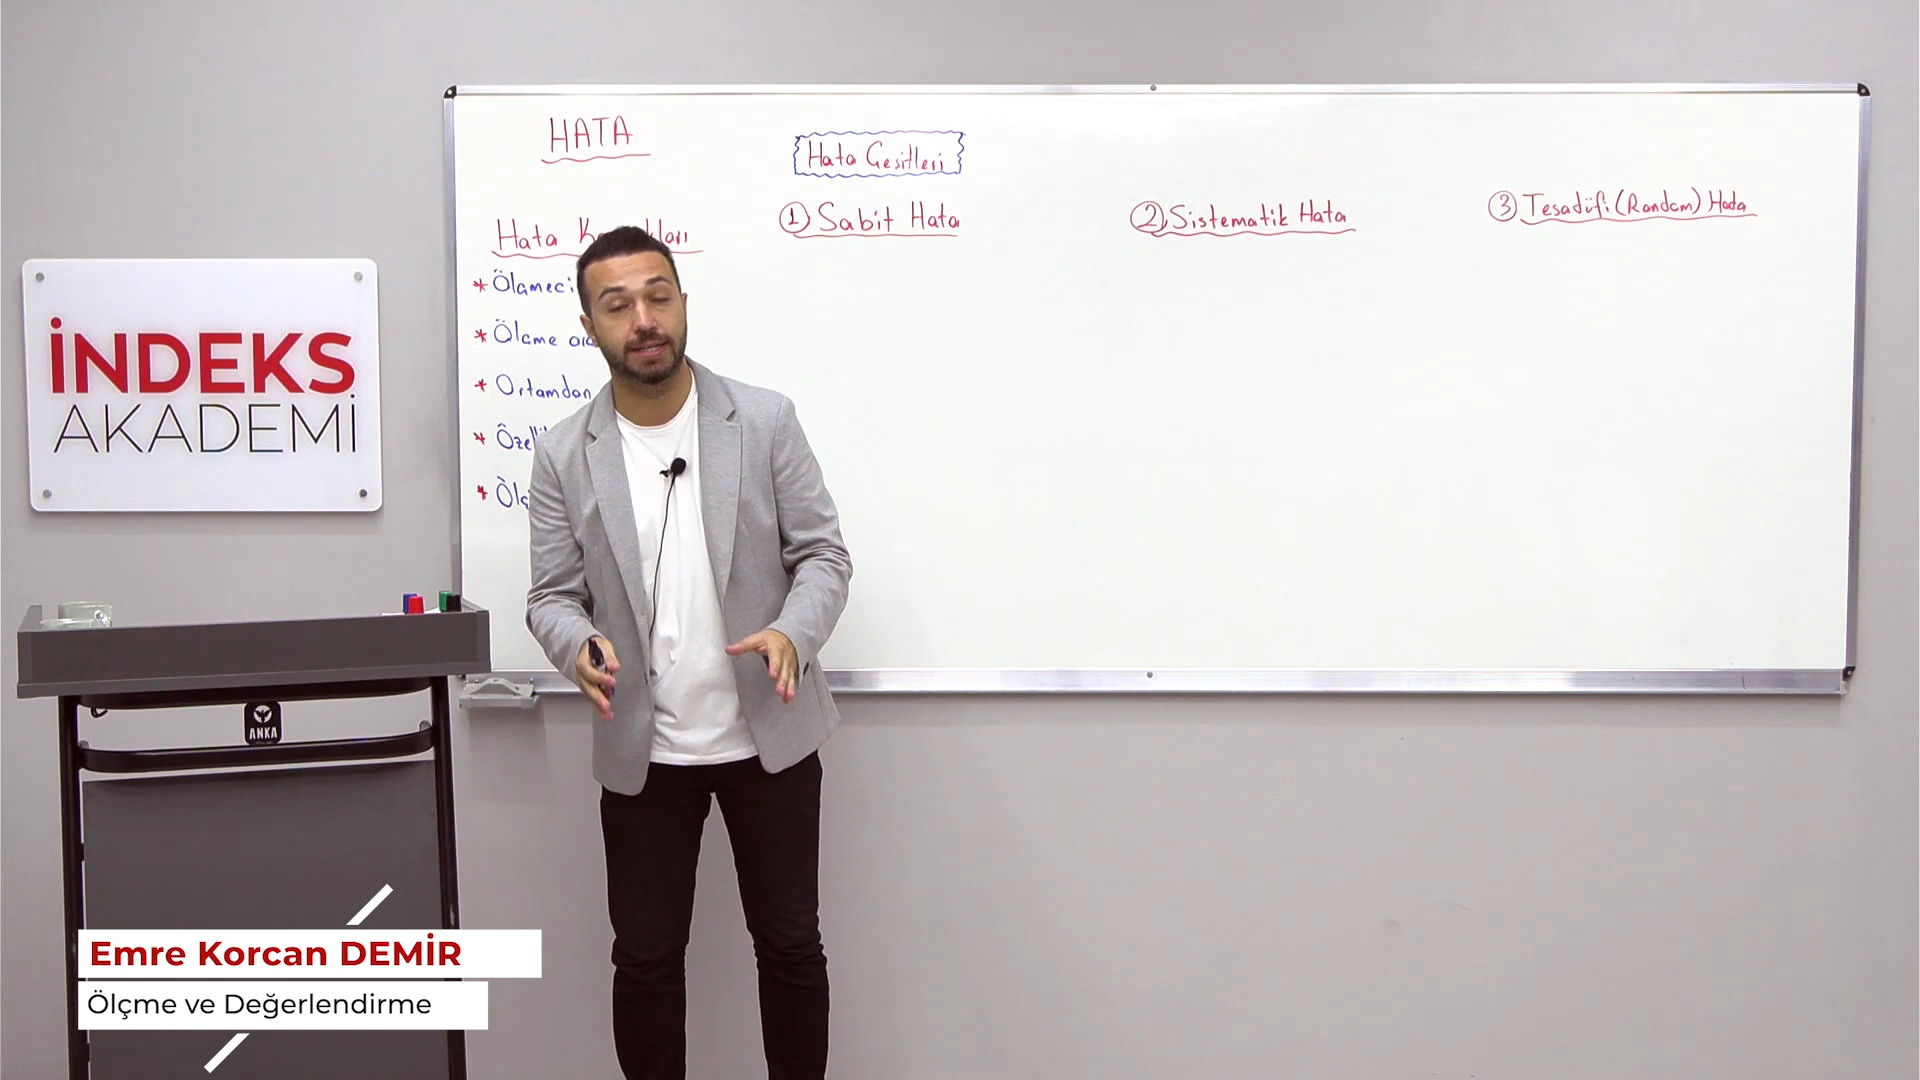 HATA
Hata Çeşitleri
Hata
① Sabit Hata
② Sistematik Hata
③ Tesadüfi (Random) Hata
* Ölçmeci
* Ölçme
* Ortamdan
*
*
İNDEKS
AKADEMİ
ANKA
Emre Korcan DEMİR
Ölçme ve Değerlendirme